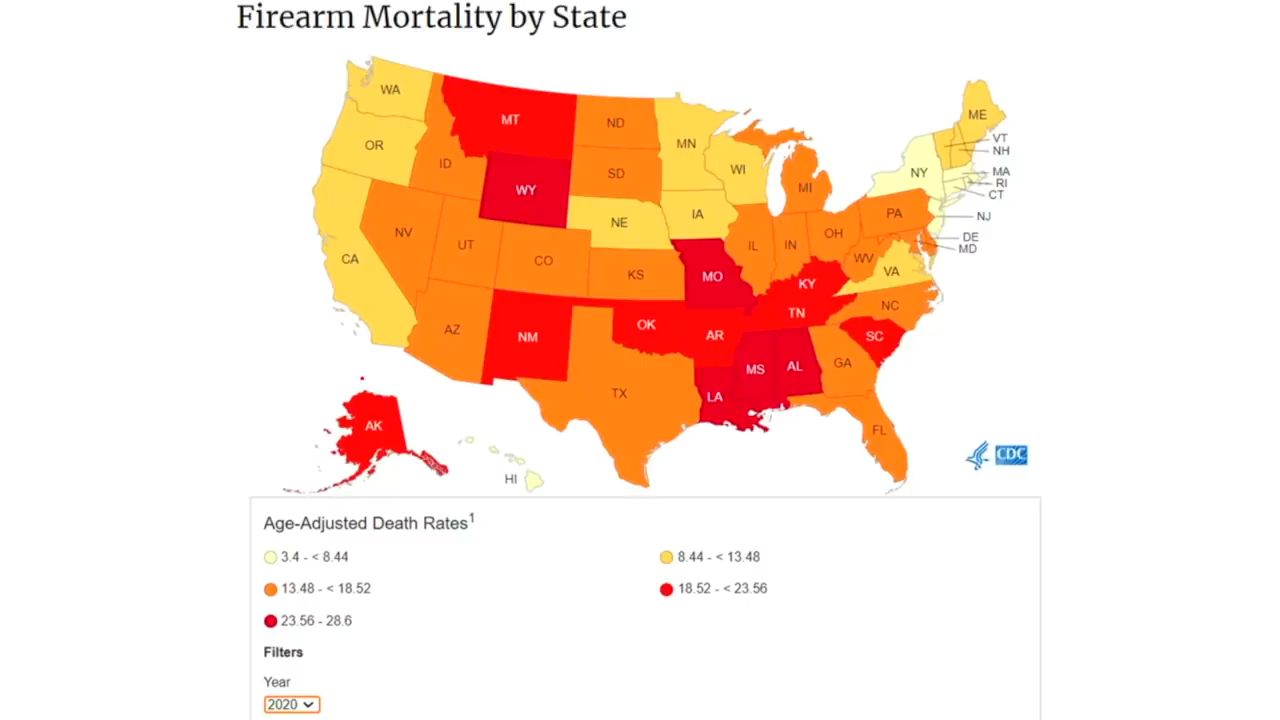 Firearm Mortality by State
WA
MT
ND
ME
VT
OR
MN
NH
ID
SD
WI
NY
MA
RI
WY
MI
CT
IA
PA
NJ
NE
NV
OH
DE
UT
IL
IN
MD
CA
CO
WV
VA
KS
MO
KY
NC
TN
AZ
OK
NM
AR
SC
MS
AL
GA
TX
LA
AK
FL
CDC
HI
Age-Adjusted Death Rates1
3.4 - < 8.44
8.44 - < 13.48
13.48 - < 18.52
18.52 - < 23.56
23.56 - 28.6
Filters
Year
2020